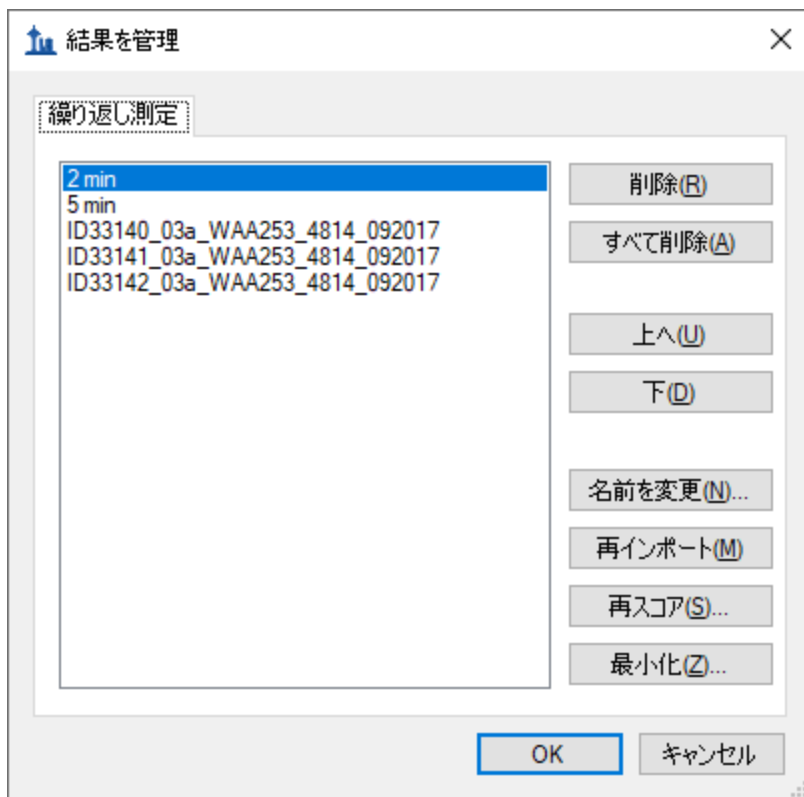 結果を管理
繰り返し測定
2 min
5 min
ID33140_03a_WAA253_4814_092017
ID33141_03a_WAA253_4814_092017
ID33142_03a_WAA253_4814_092017
削除(R)
すべて削除(A)
上へ(U)
下(D)
名前を変更(N)...
再インポート(M)
再スコア(S)...
最小化(Z)...
OK
キャンセル